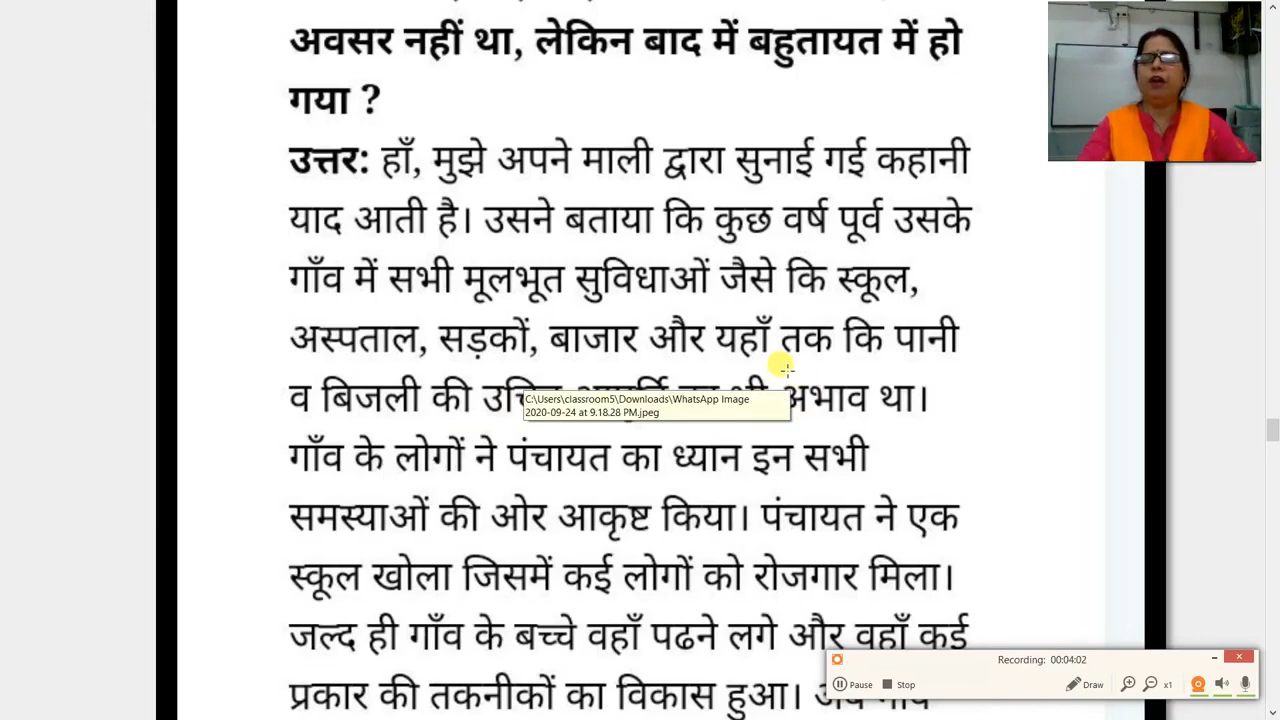 अवसर नहीं था, लेकिन बाद में बहुतायत में हो
गया ?
उत्तर: हाँ, मुझे अपने माली द्वारा सुनाई गई कहानी
याद आती है। उसने बताया कि कुछ वर्ष पूर्व उसके
गाँव में सभी मूलभूत सुविधाओं जैसे कि स्कूल,
अस्पताल, सड़कों, बाजार और यहाँ तक कि पानी
व बिजली की अभाव था।
C:\Users\classroom5\Downloads\WhatsApp Image
2020-09-24 at 9.18.28 PM.jpeg
गाँव के लोगों ने पंचायत का ध्यान इन सभी
समस्याओं की ओर आकृष्ट किया। पंचायत ने एक
स्कूल खोला जिसमें कई लोगों को रोजगार मिला।
जल्द ही गाँव के बच्चे वहाँ पढने लगे और वहाँ कई
प्रकार की तकनीकों का विकास हुआ।
Recording: 00:04:02
Pause Stop Draw x1